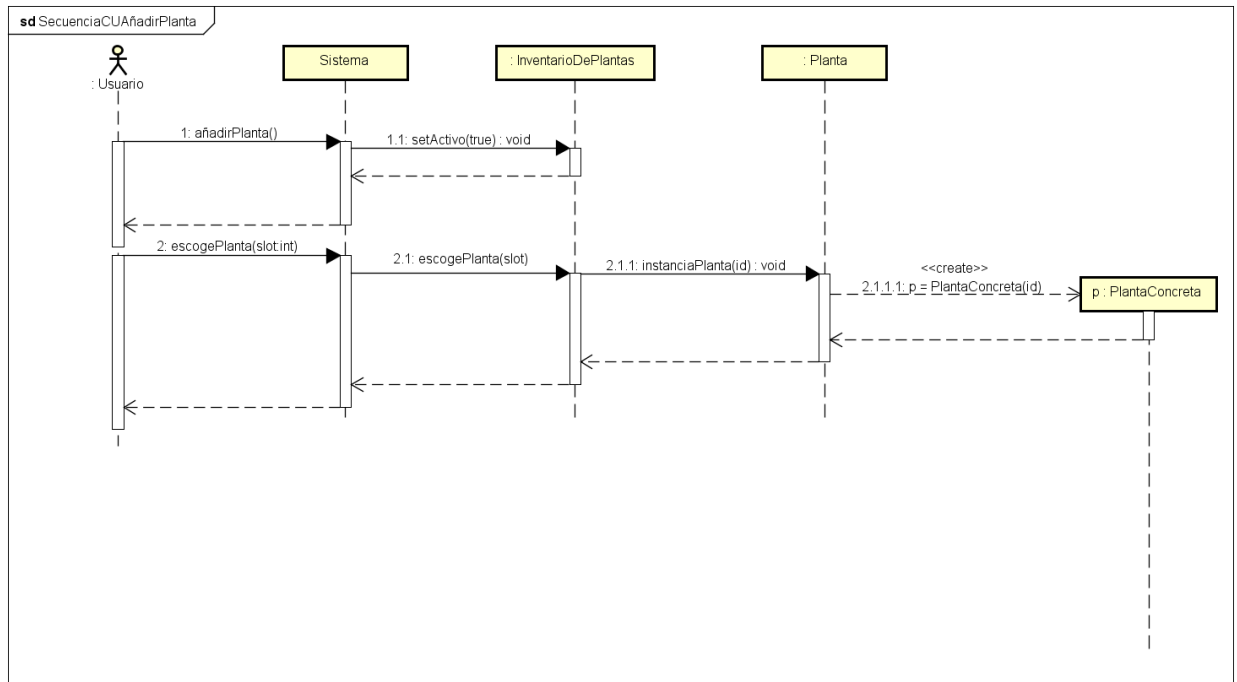 sd SecuenciaCUAñadirPlanta
: Usuario
Sistema
: InventarioDePlantas
: Planta
1: añadirPlanta()
1.1: setActivo(true) : void
2: escogePlanta(slot:int)
2.1: escogePlanta(slot)
2.1.1: instanciaPlanta(id) : void
<<create>>
2.1.1.1: p = PlantaConcreta(id)
p : PlantaConcreta